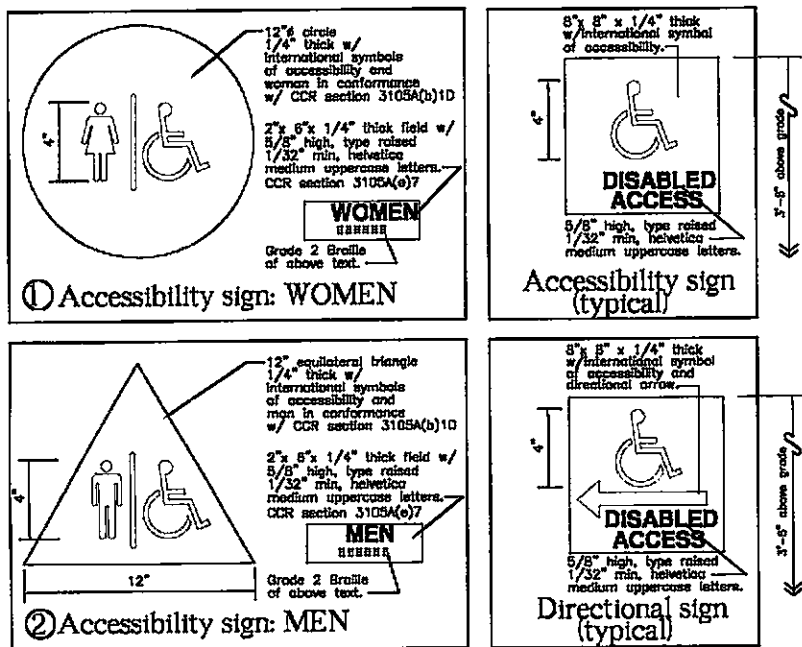 12"ø circle
1/4" thick w/
international symbols
of accessibility and
woman in conformance
w/ CCR section 3105A(b)1D
4"
2"x 6"x 1/4" thick field w/
5/8" high, type raised
1/32" min, helvetica
medium uppercase letters.
CCR section 3105A(e)7
WOMEN
Grade 2 Braille
of above text.
1 Accessibility sign: WOMEN
8"x 8" x 1/4" thick
w/international symbol
of accessibility.
4"
DISABLED
ACCESS
5/8" high, type raised
1/32" min, helvetica
medium uppercase letters.
Accessibility sign
(typical)
above grade
12" equilateral triangle
1/4" thick w/
international symbols
of accessibility and
man in conformance
w/ CCR section 3105A(b)1D
4"
2"x 6"x 1/4" thick field w/
5/8" high, type raised
1/32" min, helvetica
medium uppercase letters.
CCR section 3105A(e)7
MEN
12"
Grade 2 Braille
of above text.
2 Accessibility sign: MEN
8"x 8" x 1/4" thick
w/international symbol
of accessibility and
directional arrow.
4"
DISABLED
ACCESS
5/8" high, type raised
1/32" min, helvetica
medium uppercase letters.
Directional sign
(typical)
above grade